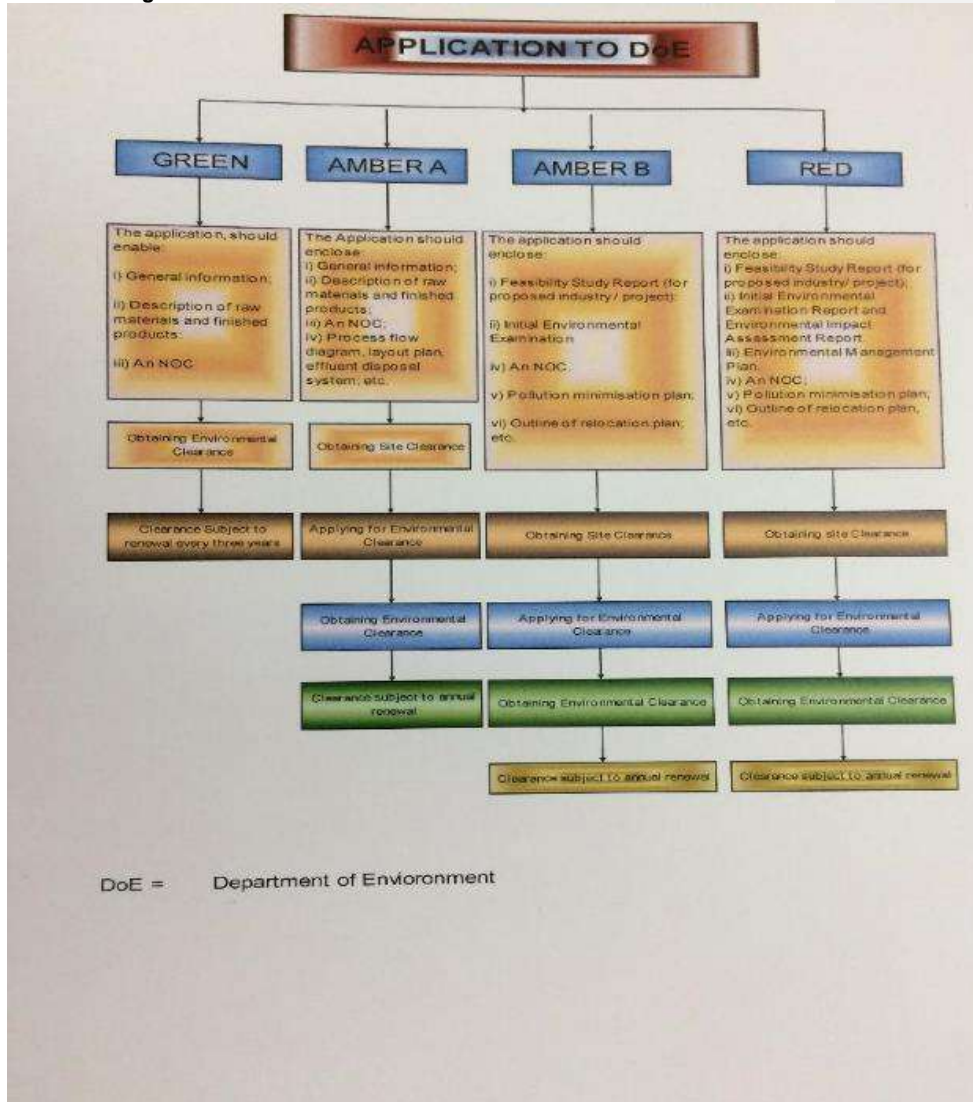 APPLICATION TO DoE
GREEN
AMBER A
AMBER B
RED
The application, should
enable:
i) General information;
ii) Description of raw
materials and finished
products:
iii) An NOC
The Application should
enclose:
i) General information;
ii) Description of raw
materials and finished
products;
iii) An NOC;
iv) Process flow
diagram, layout plan,
effluent disposal
system, etc.
The application should
enclose:
i) Feasibility Study Report (for
proposed industry/ project):
ii) Initial Environmental
Examination
iv) An NOC;
v) Pollution minimisation plan;
vi) Outline of relocation plan;
etc.
The application should
enclose:
i) Feasibility Study Report (for
proposed industry/ project);
ii) Initial Environmental
Examination Report and
Environmental Impact
Assessment Report.
iii) Environmental Management
Plan.
iv) An NOC;
v) Pollution minimisation plan;
vi) Outline of relocation plan,
etc.
Obtaining Environmental
Clearance
Obtaining Site Clearance
Clearance Subject to
renewal every three years
Applying for Environmental
Clearance
Obtaining Site Clearance
Obtaining site Clearance
Obtaining Environmental
Clearance
Applying for Environmental
Clearance
Applying for Environmental
Clearance
Clearance subject to annual
renewal
Obtaining Environmental Clearance
Obtaining Environmental Clearance
Clearance subject to annual renewal
Clearance subject to annual renewal
DoE = Department of Envioronment